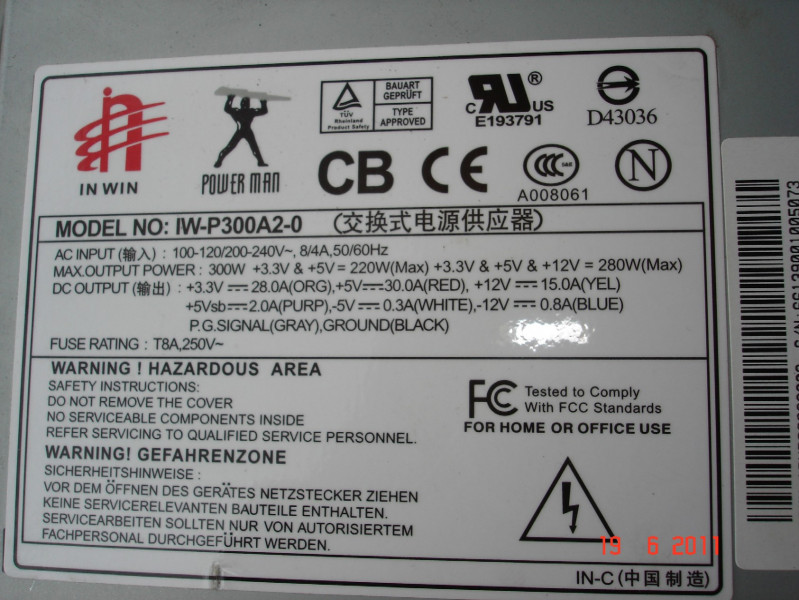 IN WIN
POWER MAN
TÜV
Rheinland
Product Safety
BAUART
GEPRÜFT
TYPE
APPROVED
C RU ® US
E193791
D43036
CB CE
CCC S&E
A008061
N
MODEL NO: IW-P300A2-0 (交换式电源供应器)
AC INPUT (输入) : 100-120/200-240V~, 8/4A,50/60Hz
MAX.OUTPUT POWER : 300W +3.3V & +5V = 220W(Max) +3.3V & +5V & +12V = 280W(Max)
DC OUTPUT (输出) : +3.3V ⎓ 28.0A(ORG),+5V⎓30.0A(RED), +12V ⎓ 15.0A(YEL)
+5Vsb⎓2.0A(PURP),-5V ⎓ 0.3A(WHITE),-12V ⎓ 0.8A(BLUE)
P.G.SIGNAL(GRAY),GROUND(BLACK)
FUSE RATING : T8A,250V~
WARNING ! HAZARDOUS AREA
SAFETY INSTRUCTIONS:
DO NOT REMOVE THE COVER
NO SERVICEABLE COMPONENTS INSIDE
REFER SERVICING TO QUALIFIED SERVICE PERSONNEL.
FC Tested to Comply
With FCC Standards
FOR HOME OR OFFICE USE
WARNING! GEFAHRENZONE
SICHERHEITSHINWEISE :
VOR DEM ÖFFNEN DES GERÄTES NETZSTECKER ZIEHEN
KEINE SERVICERELEVANTEN BAUTEILE ENTHALTEN.
SERVICEARBEITEN SOLLTEN NUR VON AUTORISIERTEM
FACHPERSONAL DURCHGEFÜHRT WERDEN.
IN-C (中国制造)
19 6 2011